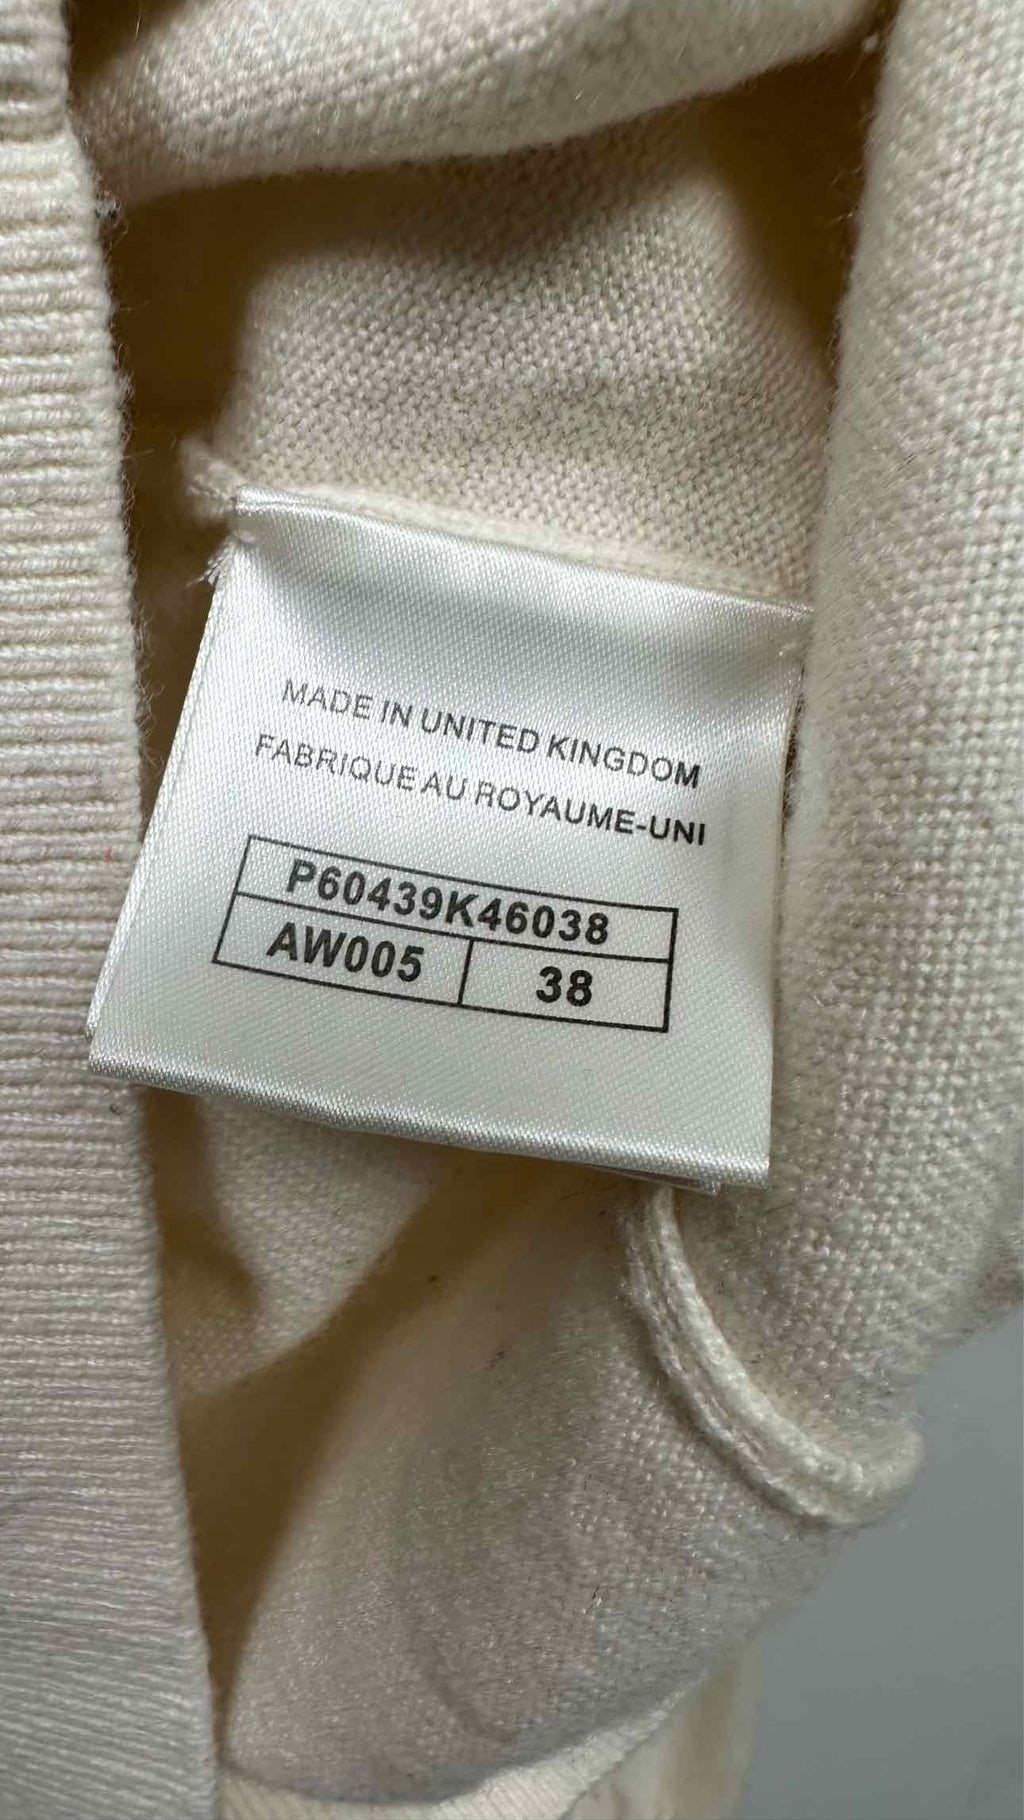 MADE IN UNITED KINGDOM
FABRIQUE AU ROYAUME-UNI
P60439K46038
AW005 38